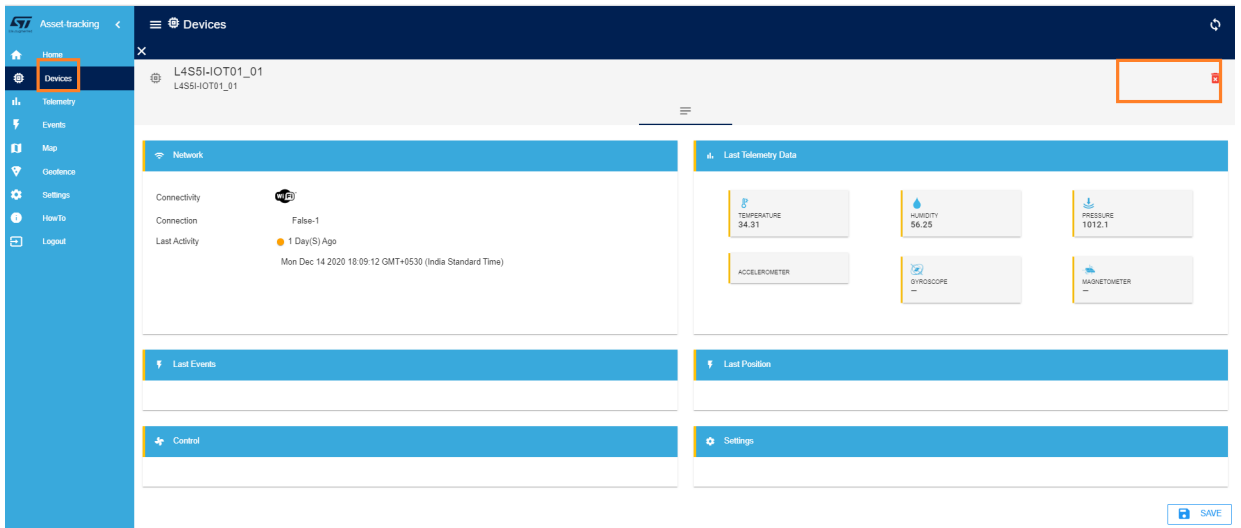 ST
Asset-tracking
Home
Devices
Telemetry
Events
Map
Geofence
Settings
HowTo
Logout
Devices
L4S5I-IOT01_01
L4S5I-IOT01_01
Network
Connectivity
WiFi
Connection False-1
Last Activity 1 Day(S) Ago
Mon Dec 14 2020 18:09:12 GMT+0530 (India Standard Time)
Last Telemetry Data
TEMPERATURE
34.31
HUMIDITY
56.25
PRESSURE
1012.1
ACCELEROMETER
GYROSCOPE
—
MAGNETOMETER
—
Last Events
Last Position
Control
Settings
SAVE